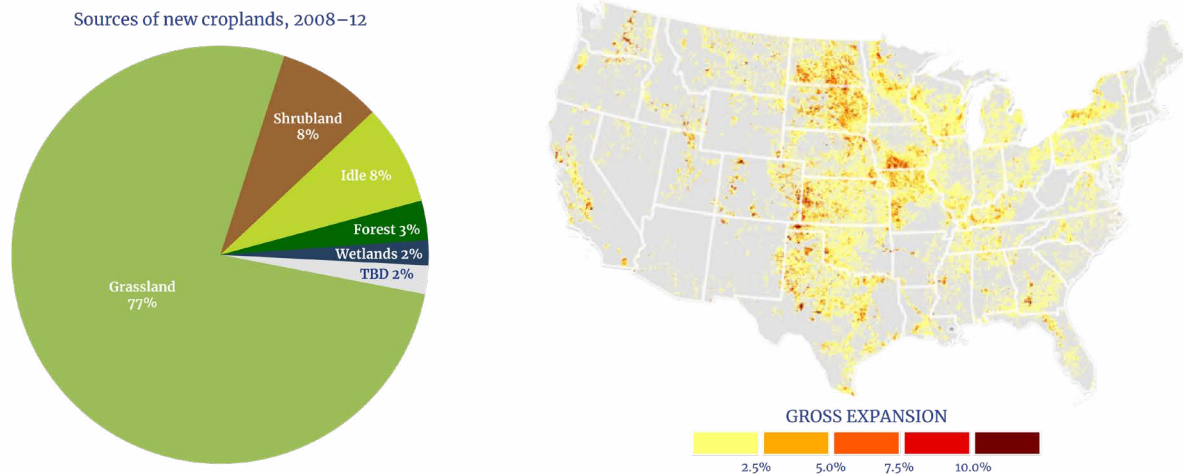 Sources of new croplands, 2008–12
Shrubland
8%
Idle 8%
Forest 3%
Wetlands 2%
TBD 2%
Grassland
77%
GROSS EXPANSION
2.5%
5.0%
7.5%
10.0%